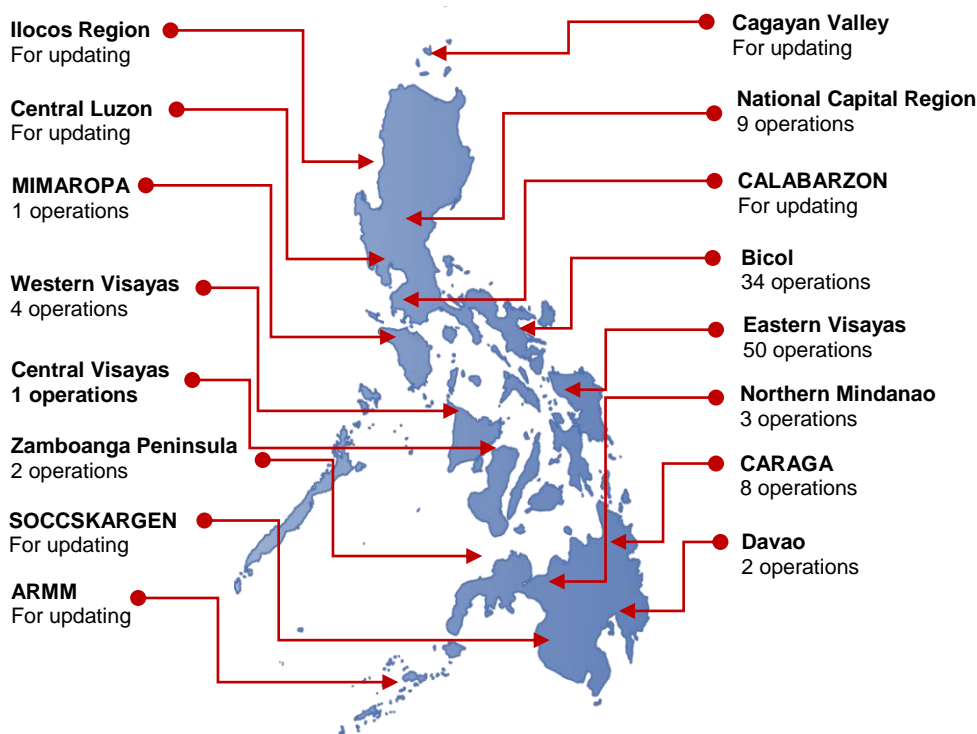 Ilocos Region
For updating
Central Luzon
For updating
MIMAROPA
1 operations
Western Visayas
4 operations
Central Visayas
1 operations
Zamboanga Peninsula
2 operations
SOCCSKARGEN
For updating
ARMM
For updating
Cagayan Valley
For updating
National Capital Region
9 operations
CALABARZON
For updating
Bicol
34 operations
Eastern Visayas
50 operations
Northern Mindanao
3 operations
CARAGA
8 operations
Davao
2 operations